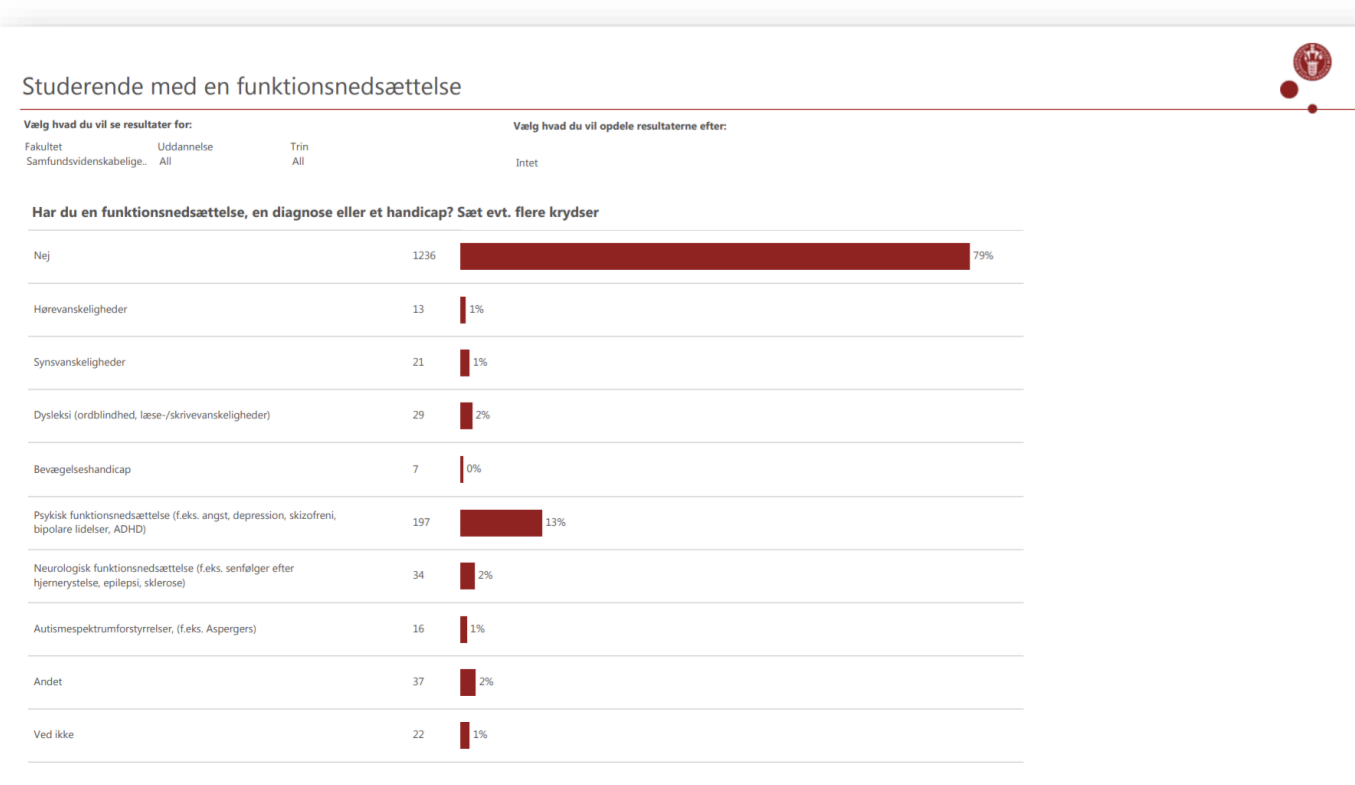 Studerende med en funktionsnedsættelse
Vælg hvad du vil se resultater for:
Vælg hvad du vil opdele resultaterne efter:
Fakultet Uddannelse Trin
Samfundsvidenskabelige.. All All
Intet
Har du en funktionsnedsættelse, en diagnose eller et handicap? Sæt evt. flere krydser
Nej 1236 79%
Hørevanskeligheder 13 1%
Synsvanskeligheder 21 1%
Dysleksi (ordblindhed, læse-/skrivevanskeligheder) 29 2%
Bevægelseshandicap 7 0%
Psykisk funktionsnedsættelse (f.eks. angst, depression, skizofreni,
bipolare lidelser, ADHD) 197 13%
Neurologisk funktionsnedsættelse (f.eks. senfølger efter
hjernerystelse, epilepsi, sklerose) 34 2%
Autismespektrumforstyrrelser, (f.eks. Aspergers) 16 1%
Andet 37 2%
Ved ikke 22 1%